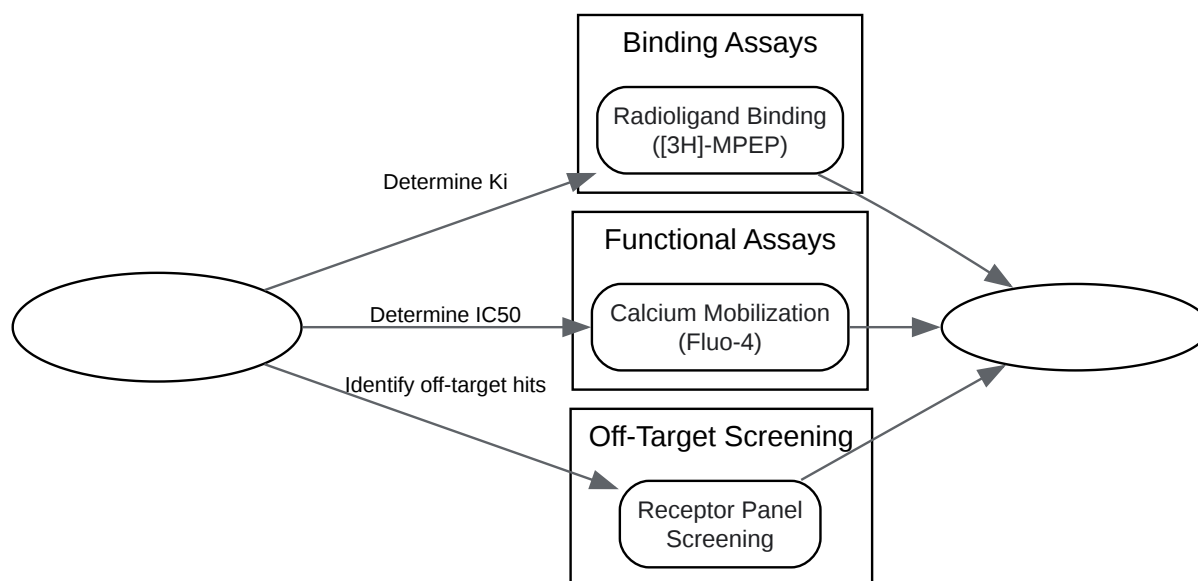 Binding Assays
Radioligand Binding
([3H]-MPEP)
Determine Ki
Functional Assays
Determine IC50
Calcium Mobilization
(Fluo-4)
Identify off-target hits
Off-Target Screening
Receptor Panel
Screening